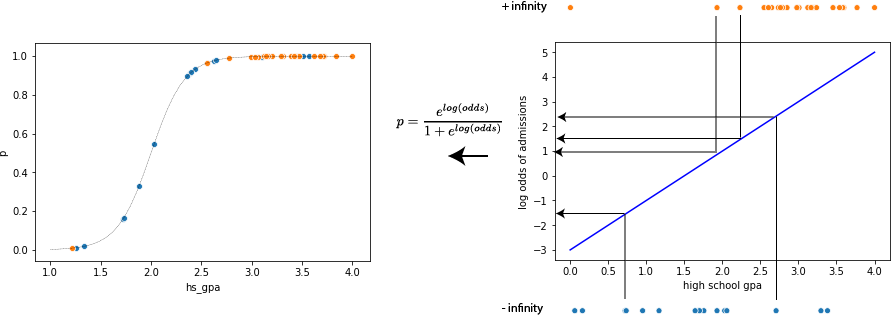 + infinity
1.0
0.8
0.6
0.4
0.2
0.0
p
1.0 1.5 2.0 2.5 3.0 3.5 4.0
hs_gpa
p = e^{log(odds)} / (1 + e^{log(odds)})
5
4
3
2
1
0
−1
−2
−3
log odds of admissions
0.0 0.5 1.0 1.5 2.0 2.5 3.0 3.5 4.0
high school gpa
- infinity